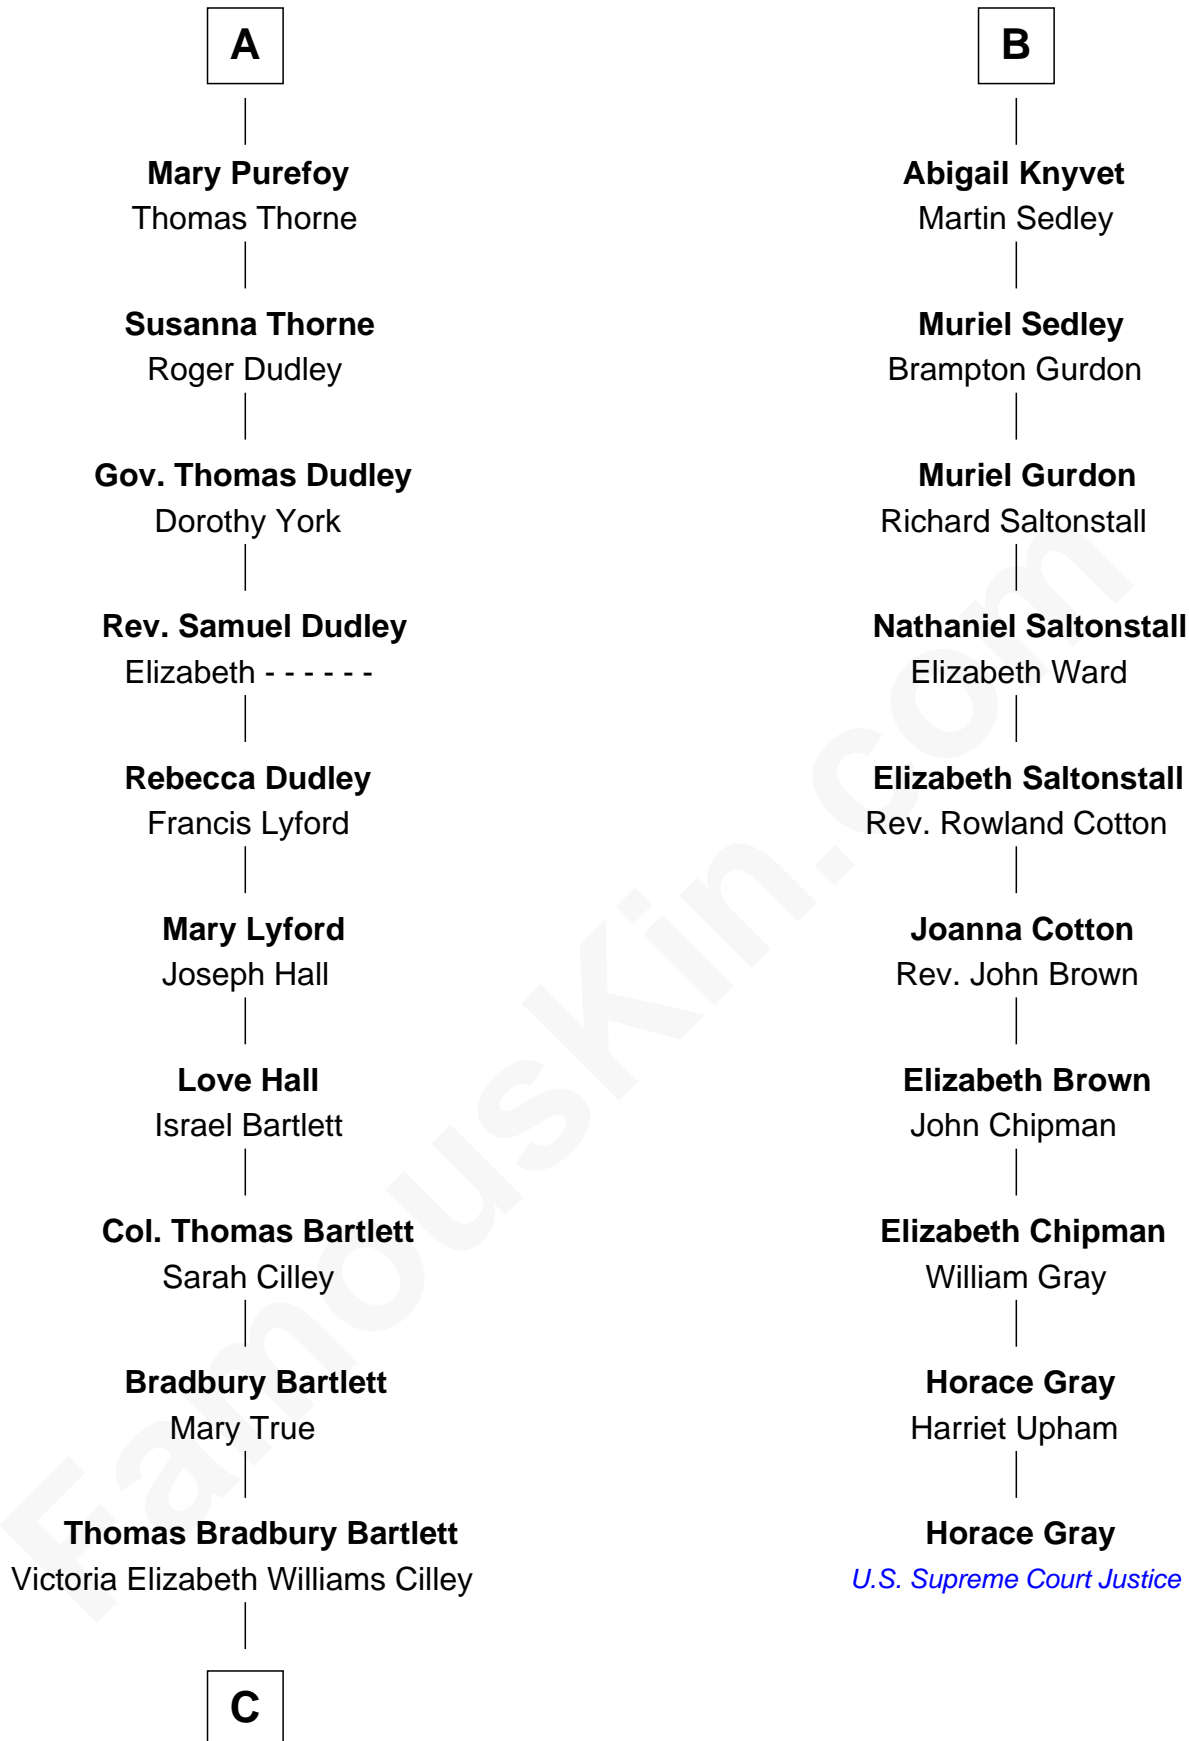 A
Mary Purefoy
Thomas Thorne
Susanna Thorne
Roger Dudley
Gov. Thomas Dudley
Dorothy York
Rev. Samuel Dudley
Elizabeth - - - - - -
Rebecca Dudley
Francis Lyford
Mary Lyford
Joseph Hall
Love Hall
Israel Bartlett
Col. Thomas Bartlett
Sarah Cilley
Bradbury Bartlett
Mary True
Thomas Bradbury Bartlett
Victoria Elizabeth Williams Cilley
C
B
Abigail Knyvet
Martin Sedley
Muriel Sedley
Brampton Gurdon
Muriel Gurdon
Richard Saltonstall
Nathaniel Saltonstall
Elizabeth Ward
Elizabeth Saltonstall
Rev. Rowland Cotton
Joanna Cotton
Rev. John Brown
Elizabeth Brown
John Chipman
Elizabeth Chipman
William Gray
Horace Gray
Harriet Upham
Horace Gray
U.S. Supreme Court Justice
FamousKin.com